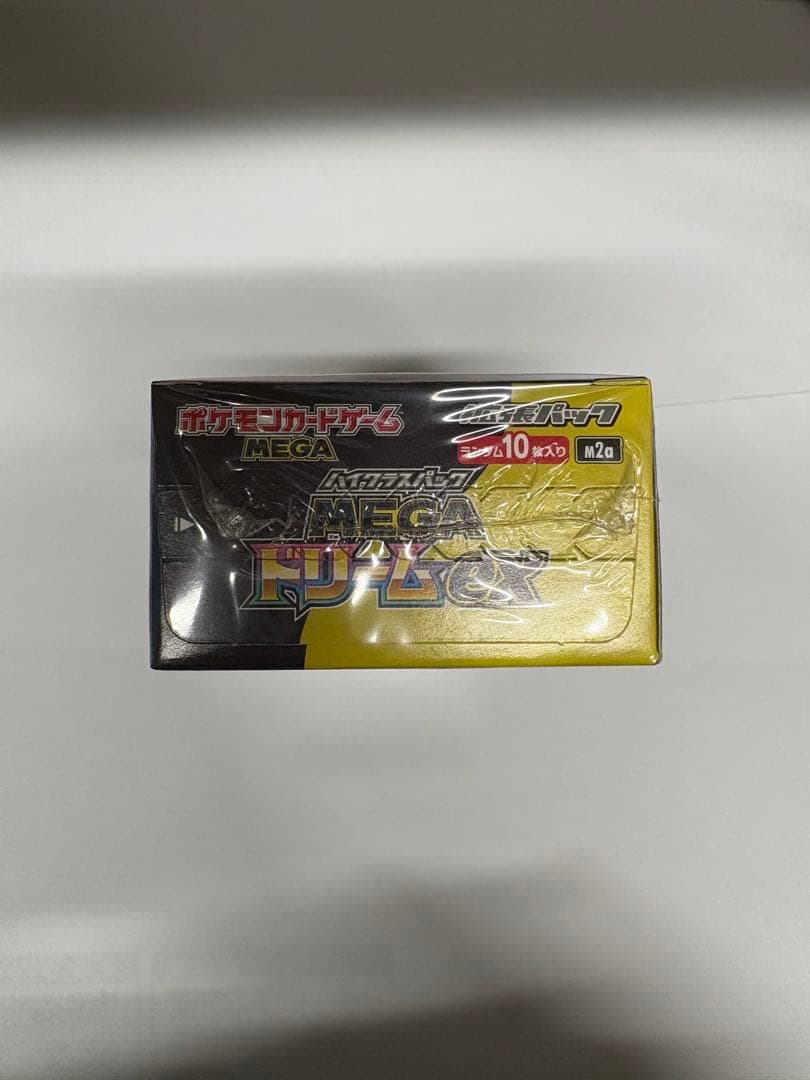 ポケモンカードゲーム
MEGA
拡張パック
ランダム10枚入り
M2a
ハイクラスパック
MEGA
ドリームex